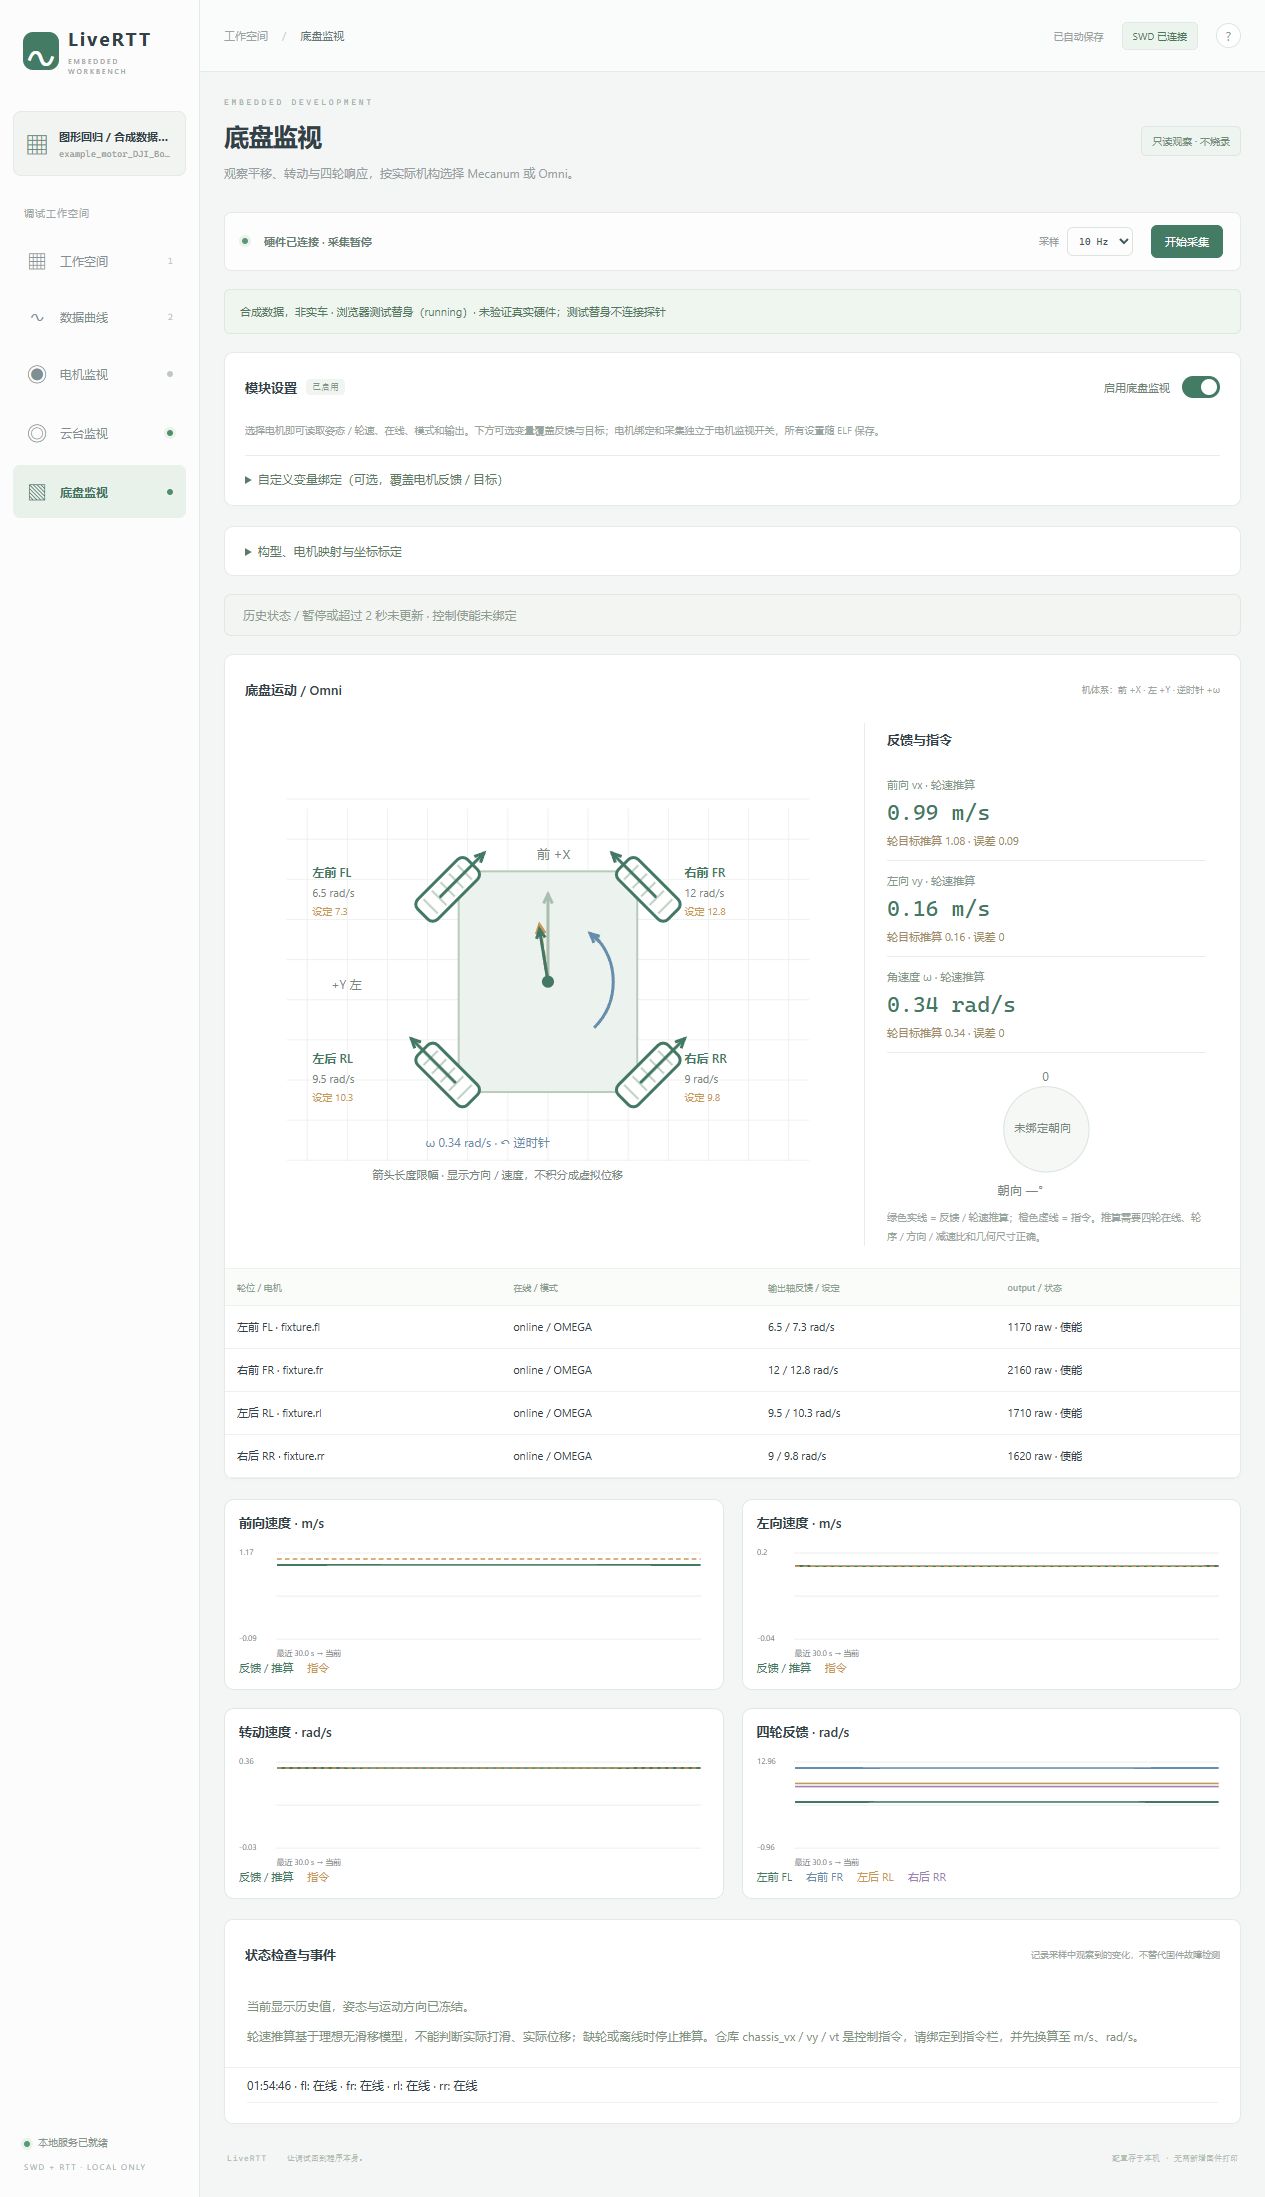 LiveRTT
EMBEDDED
WORKBENCH
图形回归 / 合成数据...
example_motor_DJI_Bo…
调试工作空间
工作空间 1
数据曲线 2
电机监视
云台监视
底盘监视
本地服务已就绪
SWD + RTT · LOCAL ONLY
工作空间 / 底盘监视
已自动保存
SWD 已连接
?
EMBEDDED DEVELOPMENT
底盘监视
只读观察 · 不烧录
观察平移、转动与四轮响应，按实际机构选择 Mecanum 或 Omni。
硬件已连接 · 采集暂停
采样
10 Hz
开始采集
合成数据，非实车 · 浏览器测试替身（running）· 未验证真实硬件；测试替身不连接探针
模块设置 已启用
启用底盘监视
选择电机即可读取姿态 / 轮速、在线、模式和输出。下方可选变量覆盖反馈与目标；电机绑定和采集独立于电机监视开关，所有设置随 ELF 保存。
▶ 自定义变量绑定（可选，覆盖电机反馈 / 目标）
▶ 构型、电机映射与坐标标定
历史状态 / 暂停或超过 2 秒未更新 · 控制使能未绑定
底盘运动 / Omni
机体系：前 +X · 左 +Y · 逆时针 +ω
前 +X
左前 FL
6.5 rad/s
设定 7.3
右前 FR
12 rad/s
设定 12.8
+Y 左
左后 RL
9.5 rad/s
设定 10.3
右后 RR
9 rad/s
设定 9.8
ω 0.34 rad/s · ↶ 逆时针
箭头长度限幅 · 显示方向 / 速度，不积分成虚拟位移
反馈与指令
前向 vx · 轮速推算
0.99 m/s
轮目标推算 1.08 · 误差 0.09
左向 vy · 轮速推算
0.16 m/s
轮目标推算 0.16 · 误差 0
角速度 ω · 轮速推算
0.34 rad/s
轮目标推算 0.34 · 误差 0
0
未绑定朝向
朝向 —°
绿色实线 = 反馈 / 轮速推算；橙色虚线 = 指令。推算需要四轮在线、轮
序 / 方向 / 减速比和几何尺寸正确。
轮位 / 电机 在线 / 模式 输出轴反馈 / 设定 output / 状态
左前 FL · fixture.fl online / OMEGA 6.5 / 7.3 rad/s 1170 raw · 使能
右前 FR · fixture.fr online / OMEGA 12 / 12.8 rad/s 2160 raw · 使能
左后 RL · fixture.rl online / OMEGA 9.5 / 10.3 rad/s 1710 raw · 使能
右后 RR · fixture.rr online / OMEGA 9 / 9.8 rad/s 1620 raw · 使能
前向速度 · m/s
1.17
-0.09
最近 30.0 s → 当前
反馈 / 推算 指令
左向速度 · m/s
0.2
-0.04
最近 30.0 s → 当前
反馈 / 推算 指令
转动速度 · rad/s
0.36
-0.03
最近 30.0 s → 当前
反馈 / 推算 指令
四轮反馈 · rad/s
12.96
-0.96
最近 30.0 s → 当前
左前 FL 右前 FR 左后 RL 右后 RR
状态检查与事件
记录采样中观察到的变化，不替代固件故障检测
当前显示历史值，姿态与运动方向已冻结。
轮速推算基于理想无滑移模型，不能判断实际打滑、实际位移；缺轮或离线时停止推算。仓库 chassis_vx / vy / vt 是控制指令，请绑定到指令栏，并先换算至 m/s、rad/s。
01:54:46 · fl: 在线 · fr: 在线 · rl: 在线 · rr: 在线
LiveRTT 让调试回到程序本身。
配置存于本机 · 无需新增固件打印